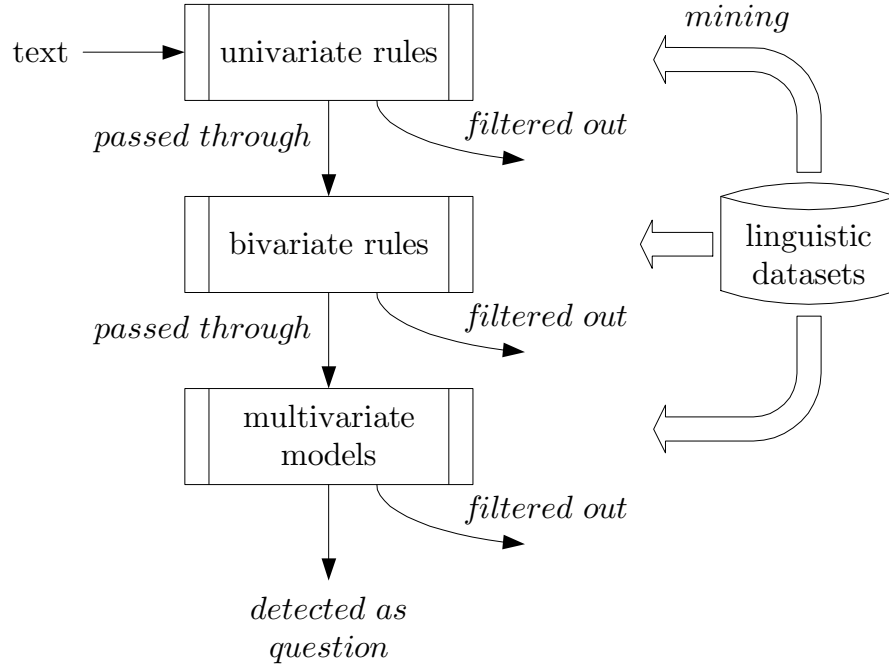 mining
text
univariate rules
passed through
filtered out
bivariate rules
linguistic
datasets
passed through
filtered out
multivariate
models
filtered out
detected as
question